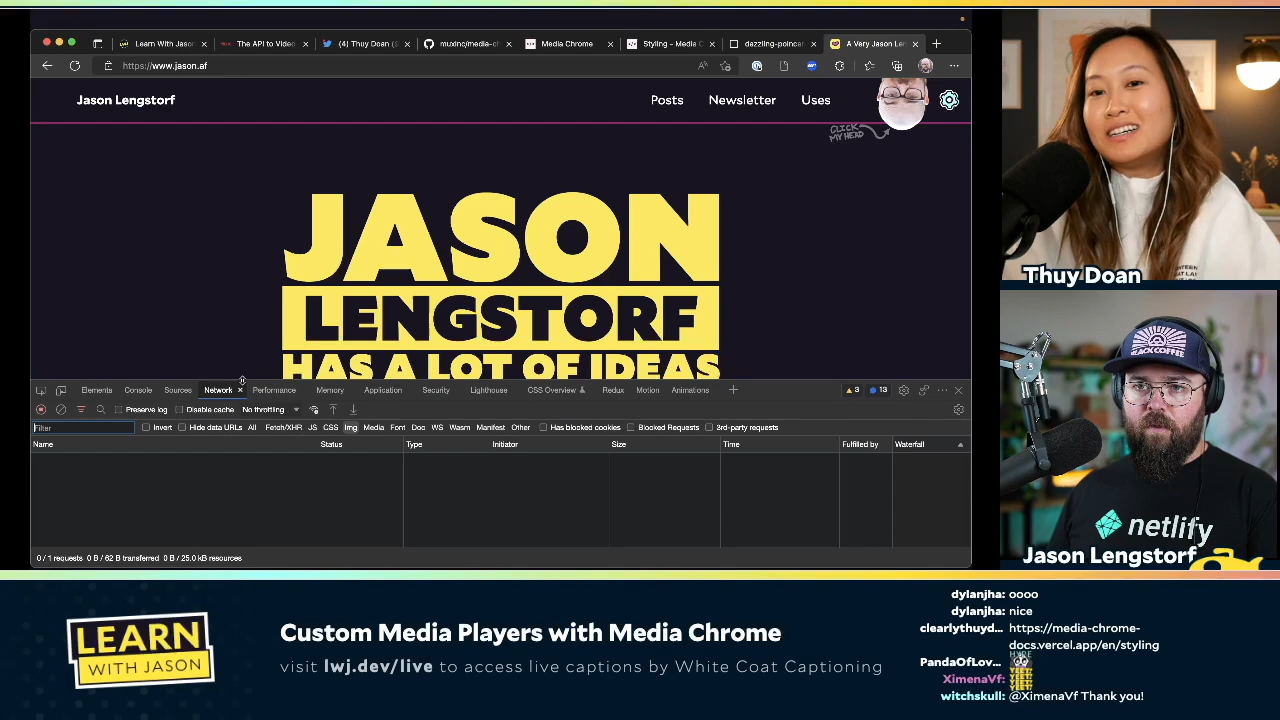 Learn With Jason
The API to Video
(4) Thuy Doan (
muxinc/media-c
Media Chrome
Styling - Media C
dazzling-poincar
A Very Jason Len
https://www.jason.af
Jason Lengstorf
Posts
Newsletter
Uses
CLICK
MY HEAD
JASON
LENGSTORF
HAS A LOT OF IDEAS
Elements
Console
Sources
Network
Performance
Memory
Application
Security
Lighthouse
CSS Overview
Redux
Motion
Animations
3
13
Preserve log
Disable cache
No throttling
Filter
Invert
Hide data URLs
All
Fetch/XHR
JS
CSS
Img
Media
Font
Doc
WS
Wasm
Manifest
Other
Has blocked cookies
Blocked Requests
3rd-party requests
Name
Status
Type
Initiator
Size
Time
Fulfilled by
Waterfall
0 / 1 requests 0 B / 62 B transferred 0 B / 25.0 kB resources
Thuy Doan
BLACK COFFEE
netlify
Jason Lengstorf
LEARN
WITH JASON
Custom Media Players with Media Chrome
visit lwj.dev/live to access live captions by White Coat Captioning
dylanjha: oooo
dylanjha: nice
clearlythuyd... https://media-chrome-
docs.vercel.app/en/styling
PandaOfLov...
XimenaVf:
witchskull: @XimenaVf Thank you!